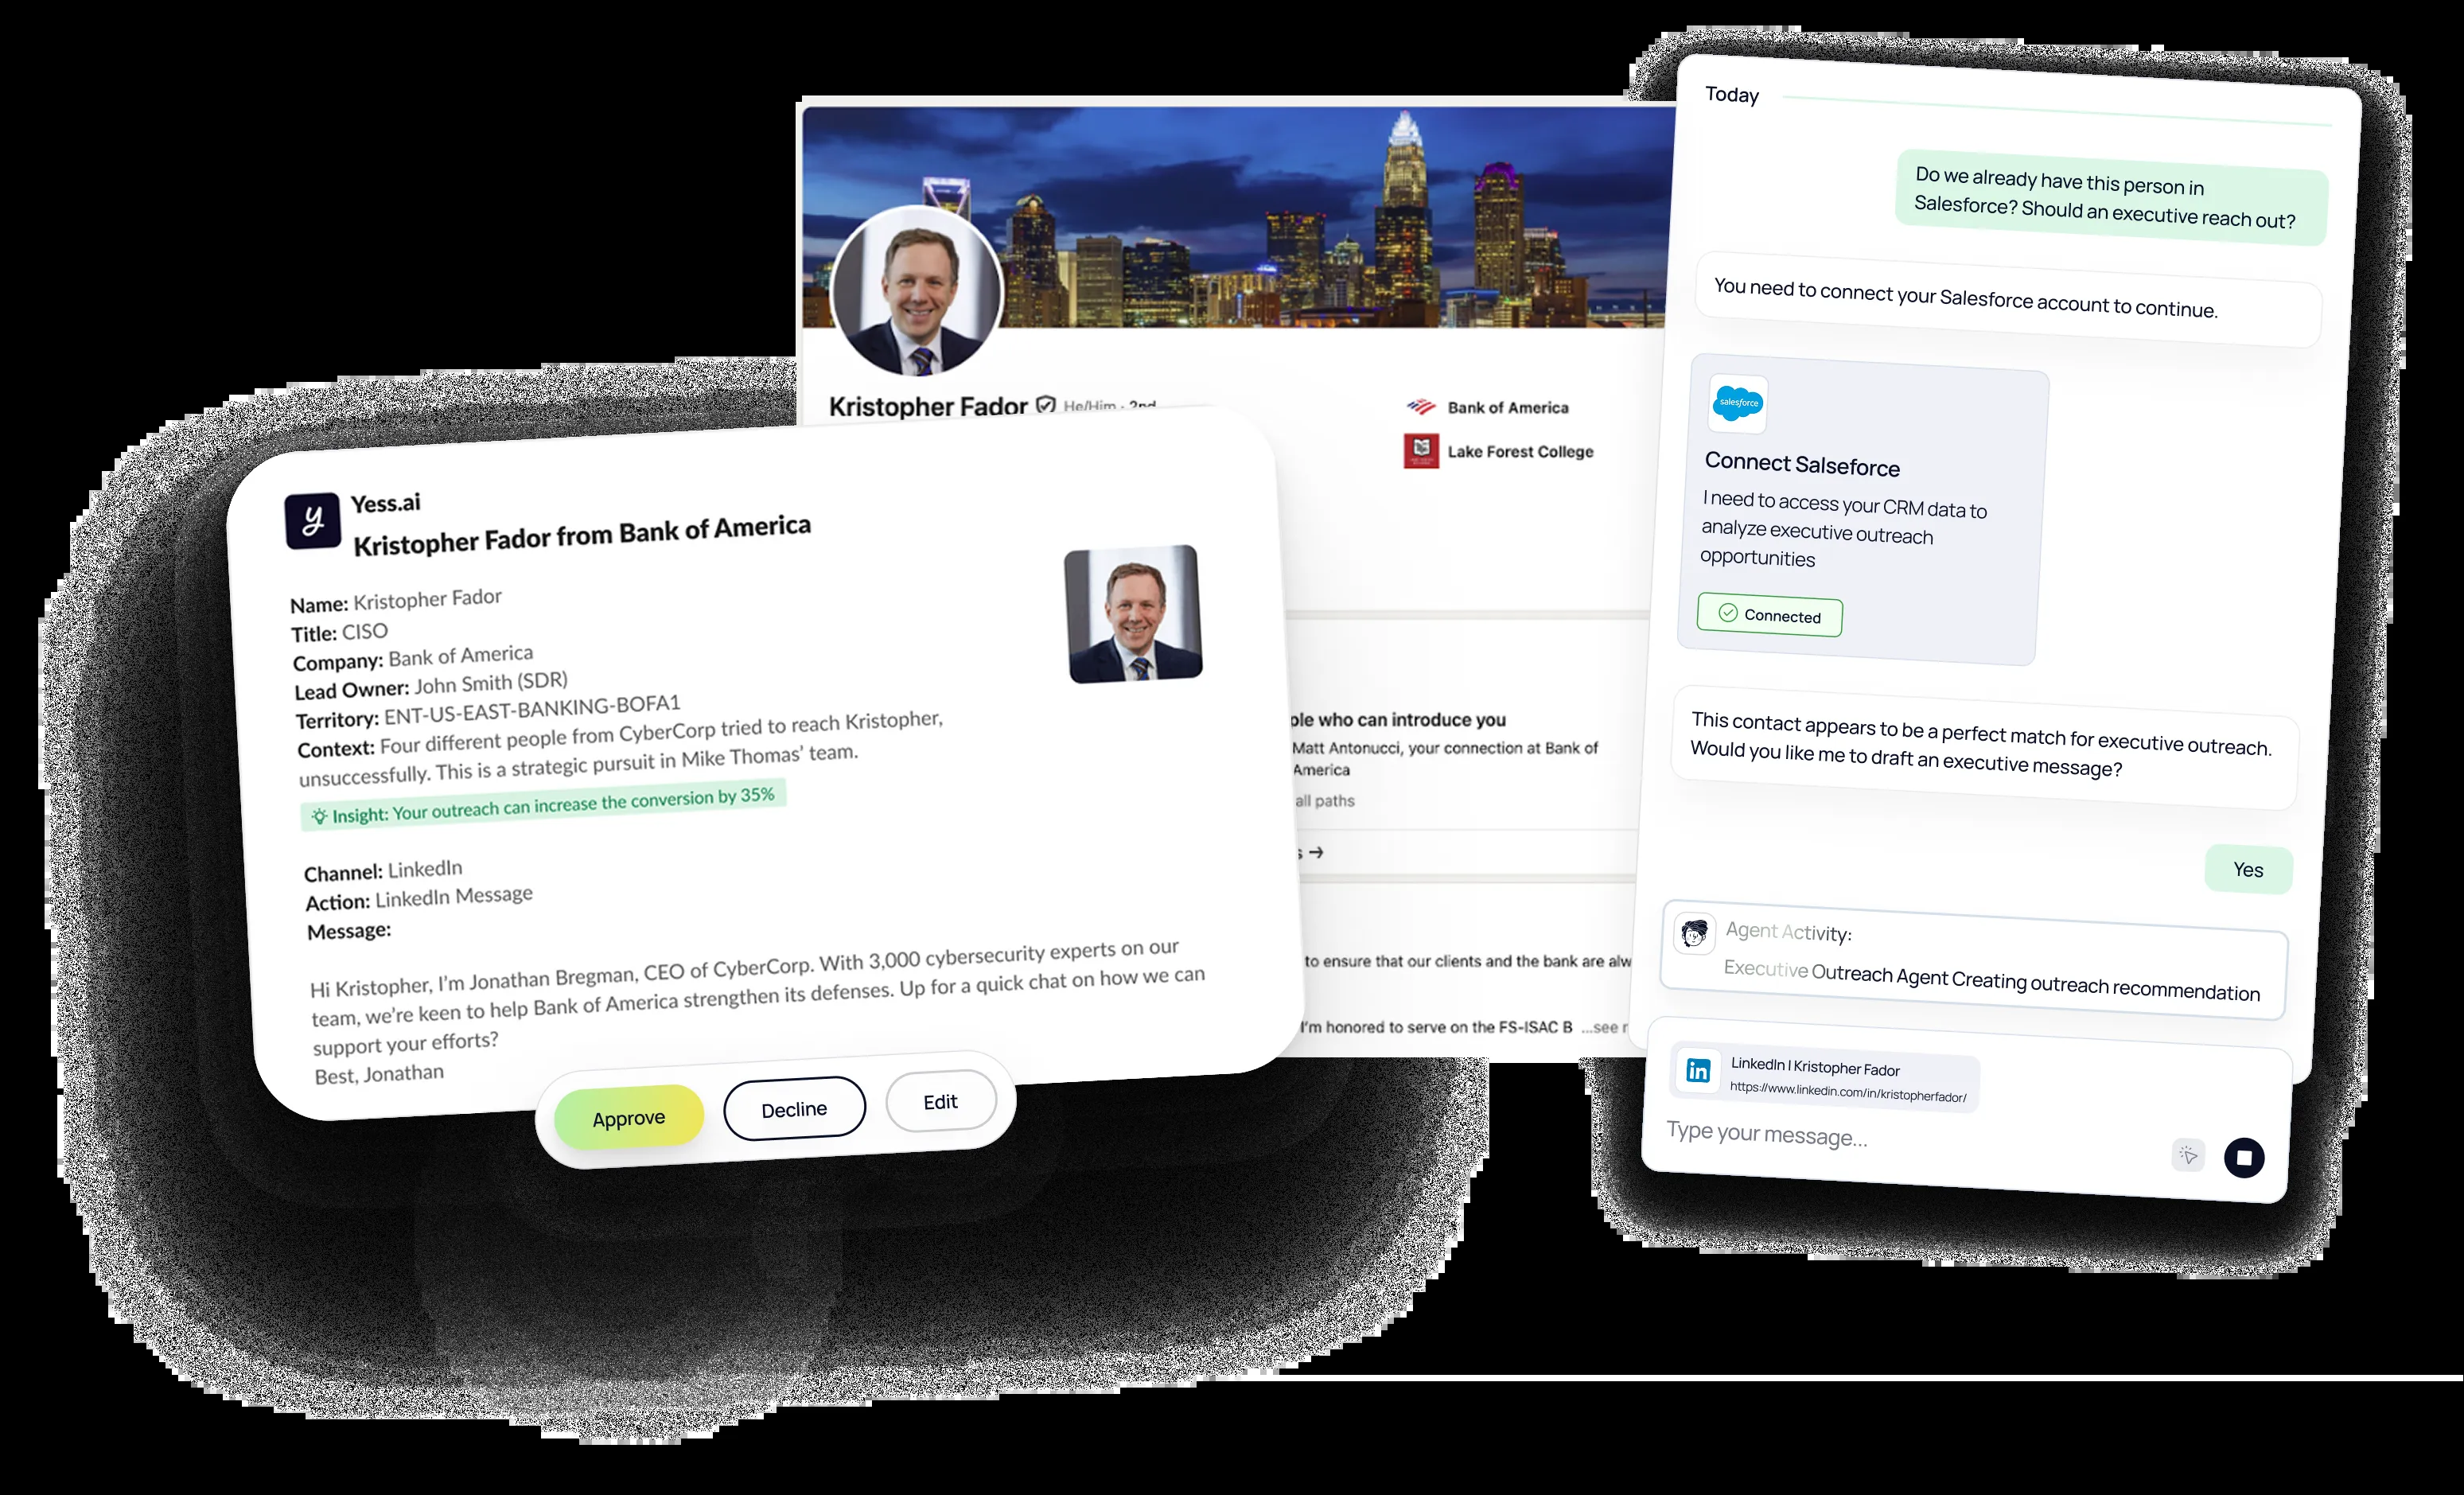 Kristopher Fador
He/Him · 2nd
Bank of America
Lake Forest College
ple who can introduce you
Matt Antonucci, your connection at Bank of
America
all paths
s →
to ensure that our clients and the bank are alw
I'm honored to serve on the FS-ISAC B ...see r
y
Yess.ai
Kristopher Fador from Bank of America
Name: Kristopher Fador
Title: CISO
Company: Bank of America
Lead Owner: John Smith (SDR)
Territory: ENT-US-EAST-BANKING-BOFA1
Context: Four different people from CyberCorp tried to reach Kristopher,
unsuccessfully. This is a strategic pursuit in Mike Thomas' team.
Insight: Your outreach can increase the conversion by 35%
Channel: LinkedIn
Action: LinkedIn Message
Message:
Hi Kristopher, I'm Jonathan Bregman, CEO of CyberCorp. With 3,000 cybersecurity experts on our
team, we're keen to help Bank of America strengthen its defenses. Up for a quick chat on how we can
support your efforts?
Best, Jonathan
Approve
Decline
Edit
Today
Do we already have this person in
Salesforce? Should an executive reach out?
You need to connect your Salesforce account to continue.
salesforce
Connect Salseforce
I need to access your CRM data to
analyze executive outreach
opportunities
Connected
This contact appears to be a perfect match for executive outreach.
Would you like me to draft an executive message?
Yes
Agent Activity:
Executive Outreach Agent Creating outreach recommendation
in
LinkedIn | Kristopher Fador
https://www.linkedin.com/in/kristopherfador/
Type your message...